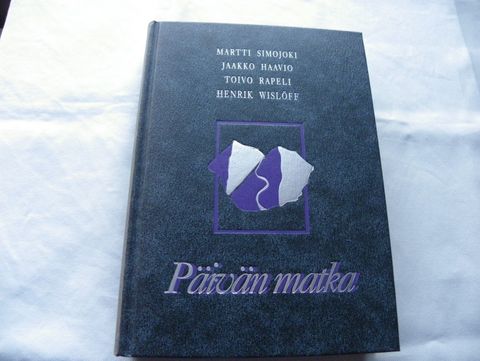 MARTTI SIMOJOKI
JAAKKO HAAVIO
TOIVO RAPELI
HENRIK WISLÖFF
Päivän matka